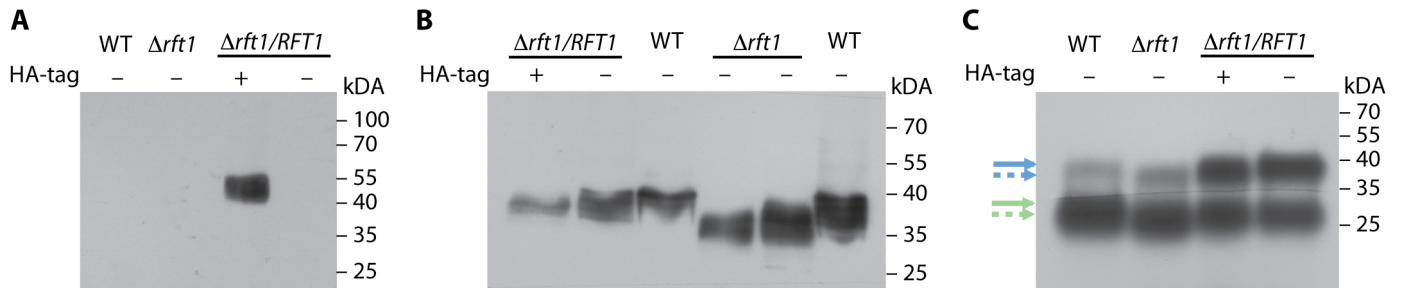 A
WT Δrft1 Δrft1/RFT1
HA-tag – – + –
kDA
100
70
55
40
35
25
B
Δrft1/RFT1 WT Δrft1 WT
HA-tag + – – – – –
kDA
70
55
40
35
25
C
WT Δrft1 Δrft1/RFT1
HA-tag – – + –
kDA
70
55
40
35
25